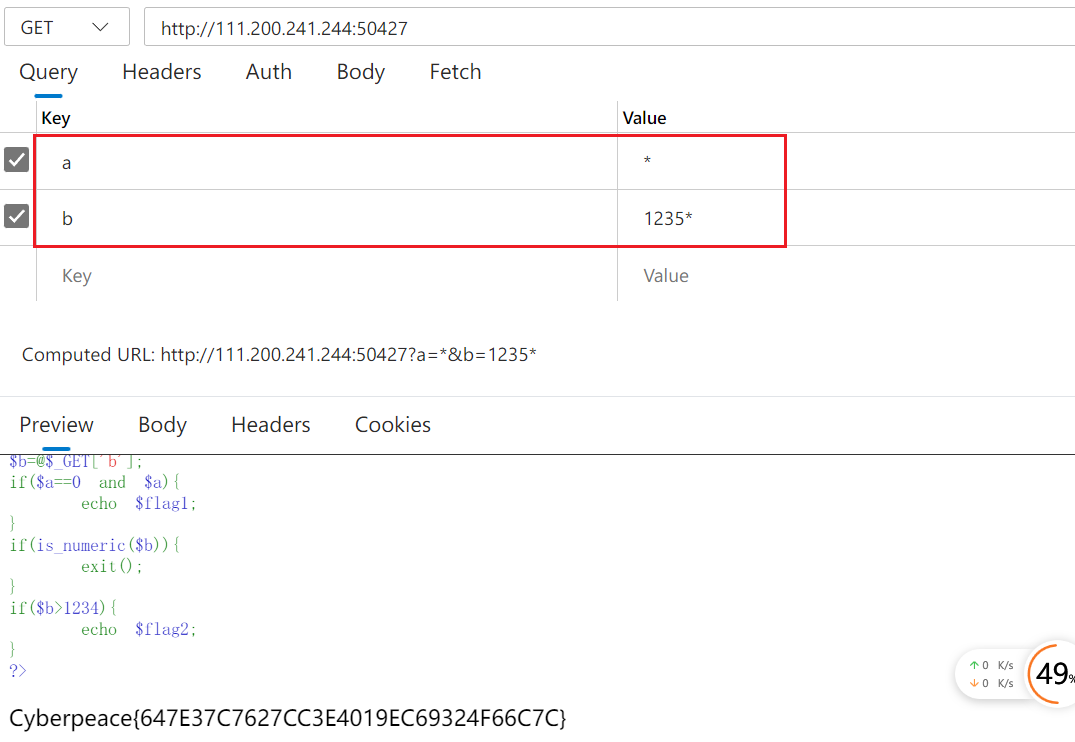 GET http://111.200.241.244:50427
Query Headers Auth Body Fetch
Key Value
a *
b 1235*
Key Value
Computed URL: http://111.200.241.244:50427?a=*&b=1235*
Preview Body Headers Cookies
$b=@$_GET['b'];
if($a==0 and $a){
echo $flag1;
}
if(is_numeric($b)){
exit();
}
if($b>1234){
echo $flag2;
}
?>
↑ 0 K/s
↓ 0 K/s
49%
Cyberpeace{647E37C7627CC3E4019EC69324F66C7C}